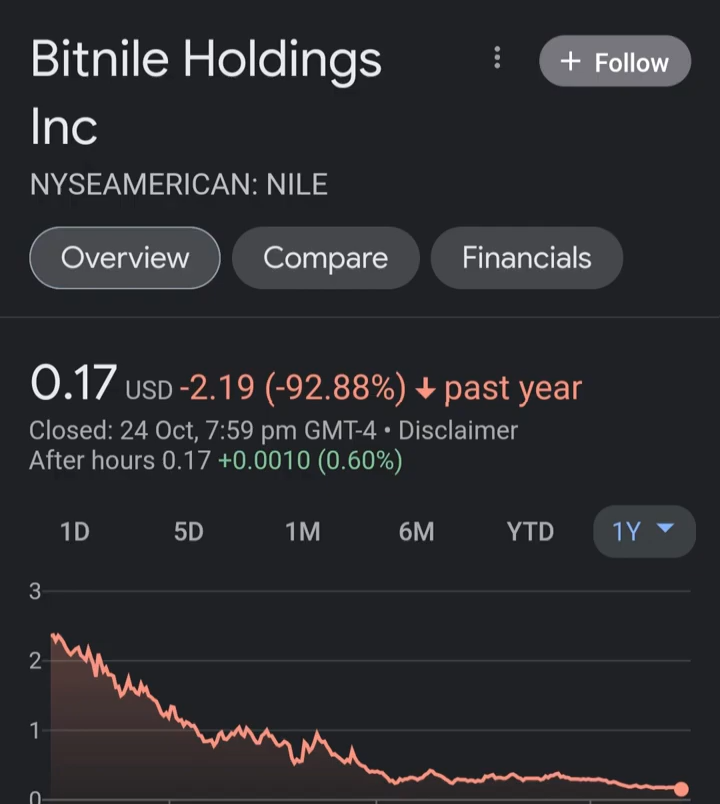 Bitnile Holdings
Inc
+ Follow
NYSEAMERICAN: NILE
Overview Compare Financials
0.17 USD -2.19 (-92.88%) ↓ past year
Closed: 24 Oct, 7:59 pm GMT-4 • Disclaimer
After hours 0.17 +0.0010 (0.60%)
1D 5D 1M 6M YTD 1Y
3
2
1
0